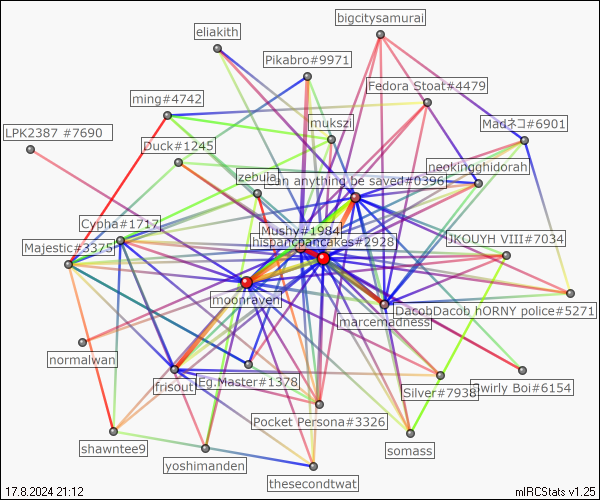 bigcitysamurai
eliakith
Pikabro#9971
Fedora Stoat#4479
ming#4742
mukszi
Madネコ#6901
LPK2387 #7690
Duck#1245
neokingghidorah
zebula
can anything be saved#0396
Cypha#1717
Mushy#1984
hispancpancakes#2928
JKOUYH VIII#7034
Majestic#3375
moonraven
DacobDacob hORNY police#5271
marcemadness
normalwan
frisout
Eg.Master#1378
Silver#7938
Swirly Boi#6154
Pocket Persona#3326
shawntee9
somass
yoshimanden
thesecondtwat
17.8.2024 21:12
mIRCStats v1.25